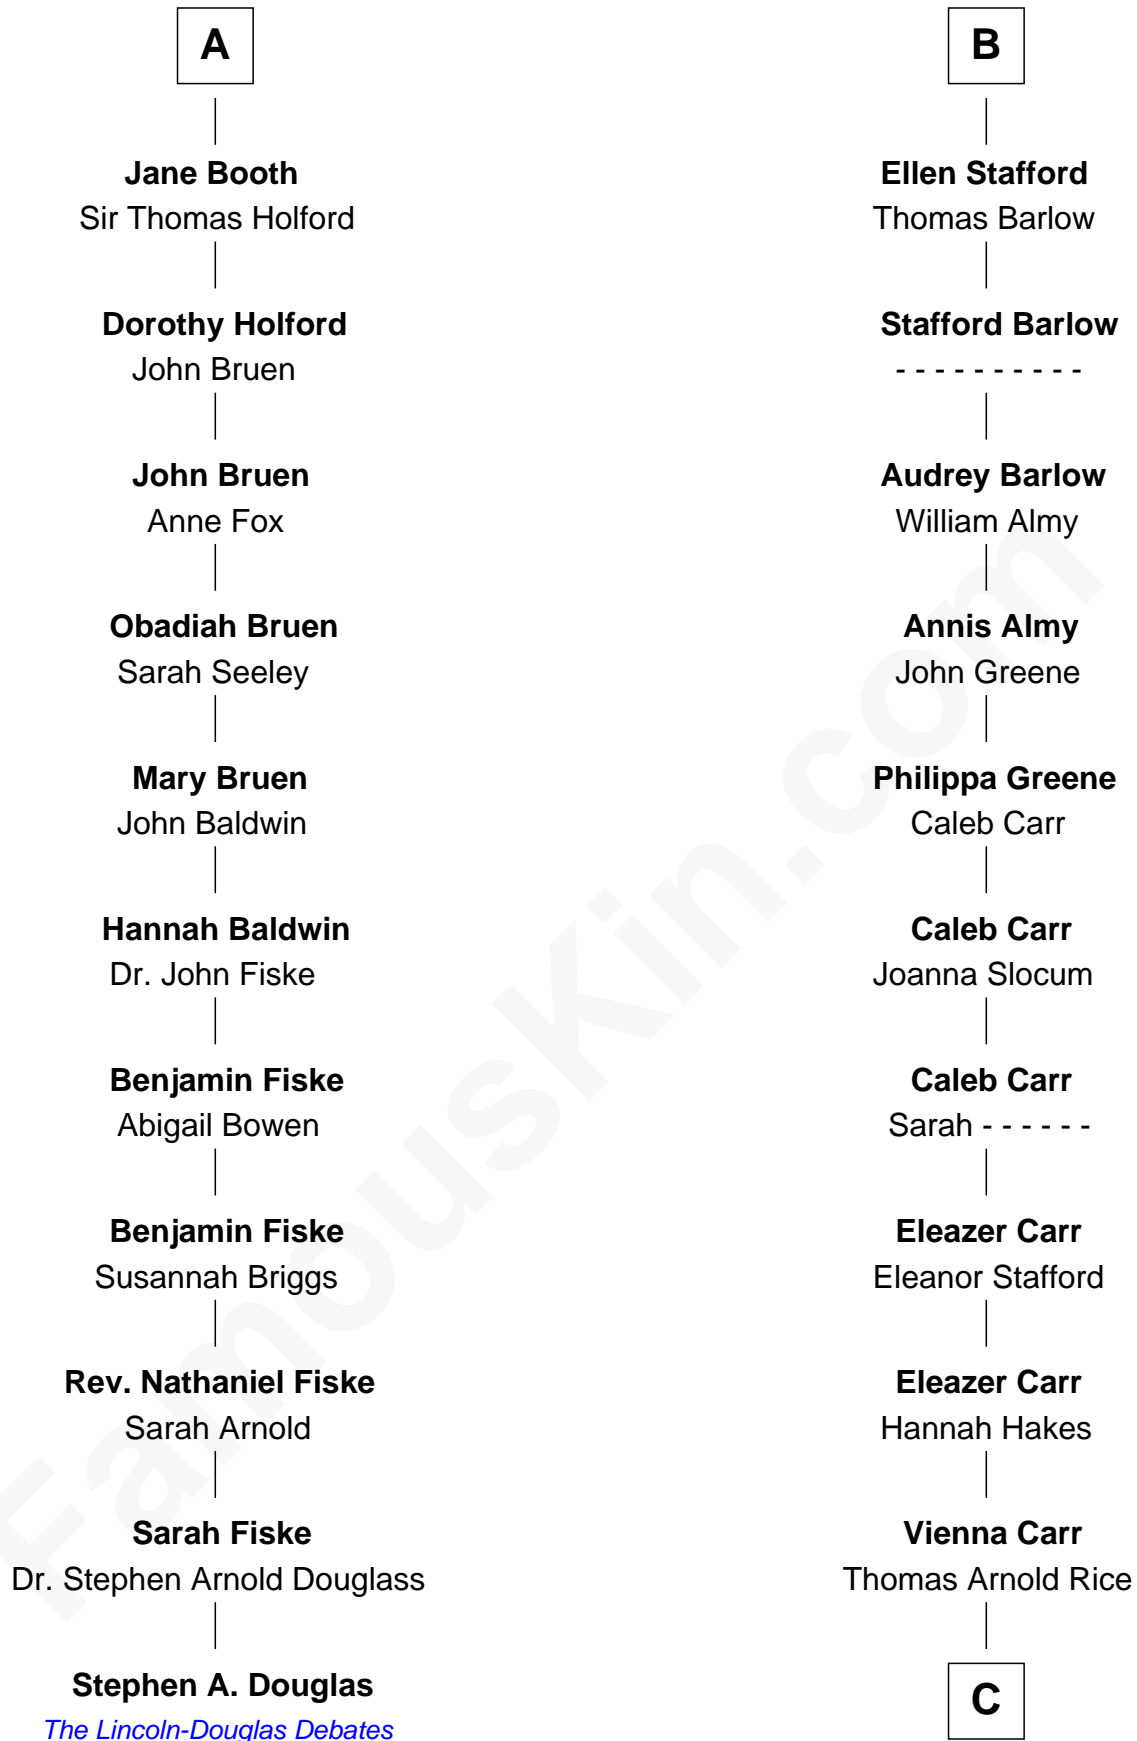 A
Jane Booth
Sir Thomas Holford
Dorothy Holford
John Bruen
John Bruen
Anne Fox
Obadiah Bruen
Sarah Seeley
Mary Bruen
John Baldwin
Hannah Baldwin
Dr. John Fiske
Benjamin Fiske
Abigail Bowen
Benjamin Fiske
Susannah Briggs
Rev. Nathaniel Fiske
Sarah Arnold
Sarah Fiske
Dr. Stephen Arnold Douglass
Stephen A. Douglas
The Lincoln-Douglas Debates
B
Ellen Stafford
Thomas Barlow
Stafford Barlow
- - - - - - - - - -
Audrey Barlow
William Almy
Annis Almy
John Greene
Philippa Greene
Caleb Carr
Caleb Carr
Joanna Slocum
Caleb Carr
Sarah - - - - - -
Eleazer Carr
Eleanor Stafford
Eleazer Carr
Hannah Hakes
Vienna Carr
Thomas Arnold Rice
C
FamousKin.com